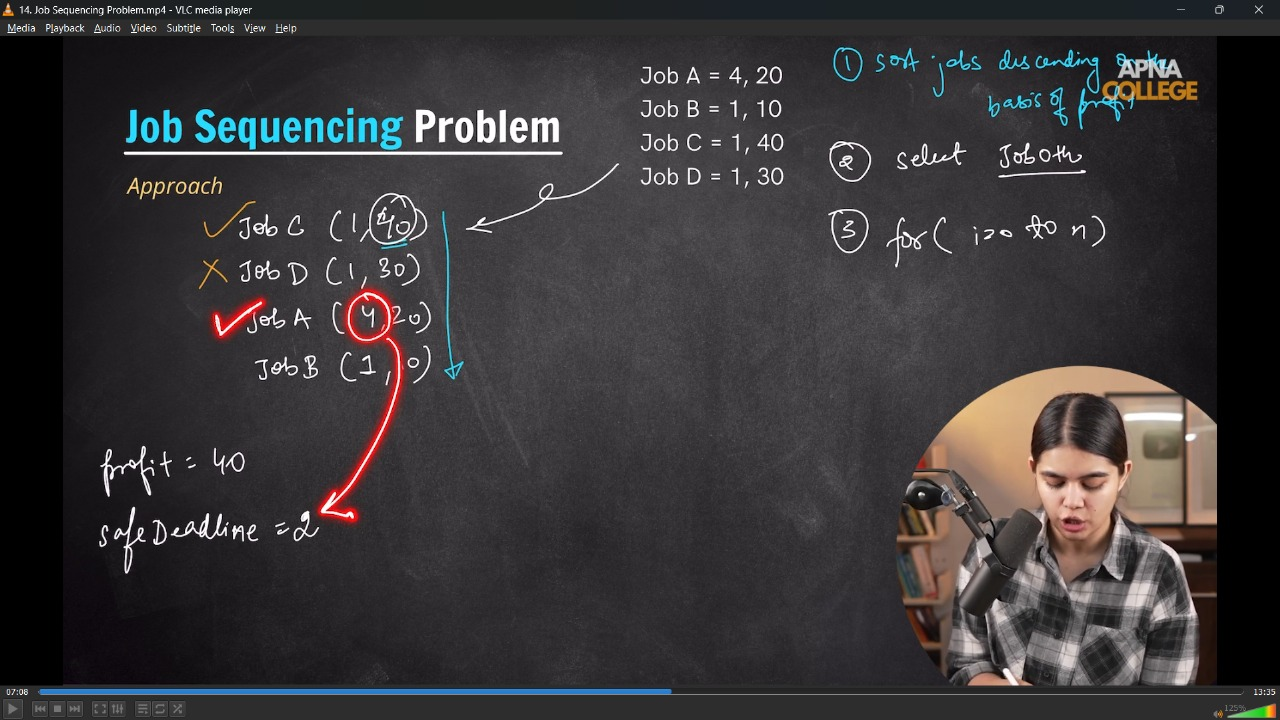 14. Job Sequencing Problem.mp4 - VLC media player
Media Playback Audio Video Subtitle Tools View Help
Job Sequencing Problem
Approach
Job A = 4, 20
Job B = 1, 10
Job C = 1, 40
Job D = 1, 30
① sort jobs descending on the
basis of profit
APNA
COLLEGE
② select Job 0th
③ for( i=0 to n)
✓ Job C (1, 40)
X Job D (1, 30)
✓ Job A (4, 20)
Job B (1, 10)
profit = 40
safeDeadline = 2
07:08
13:35
125%